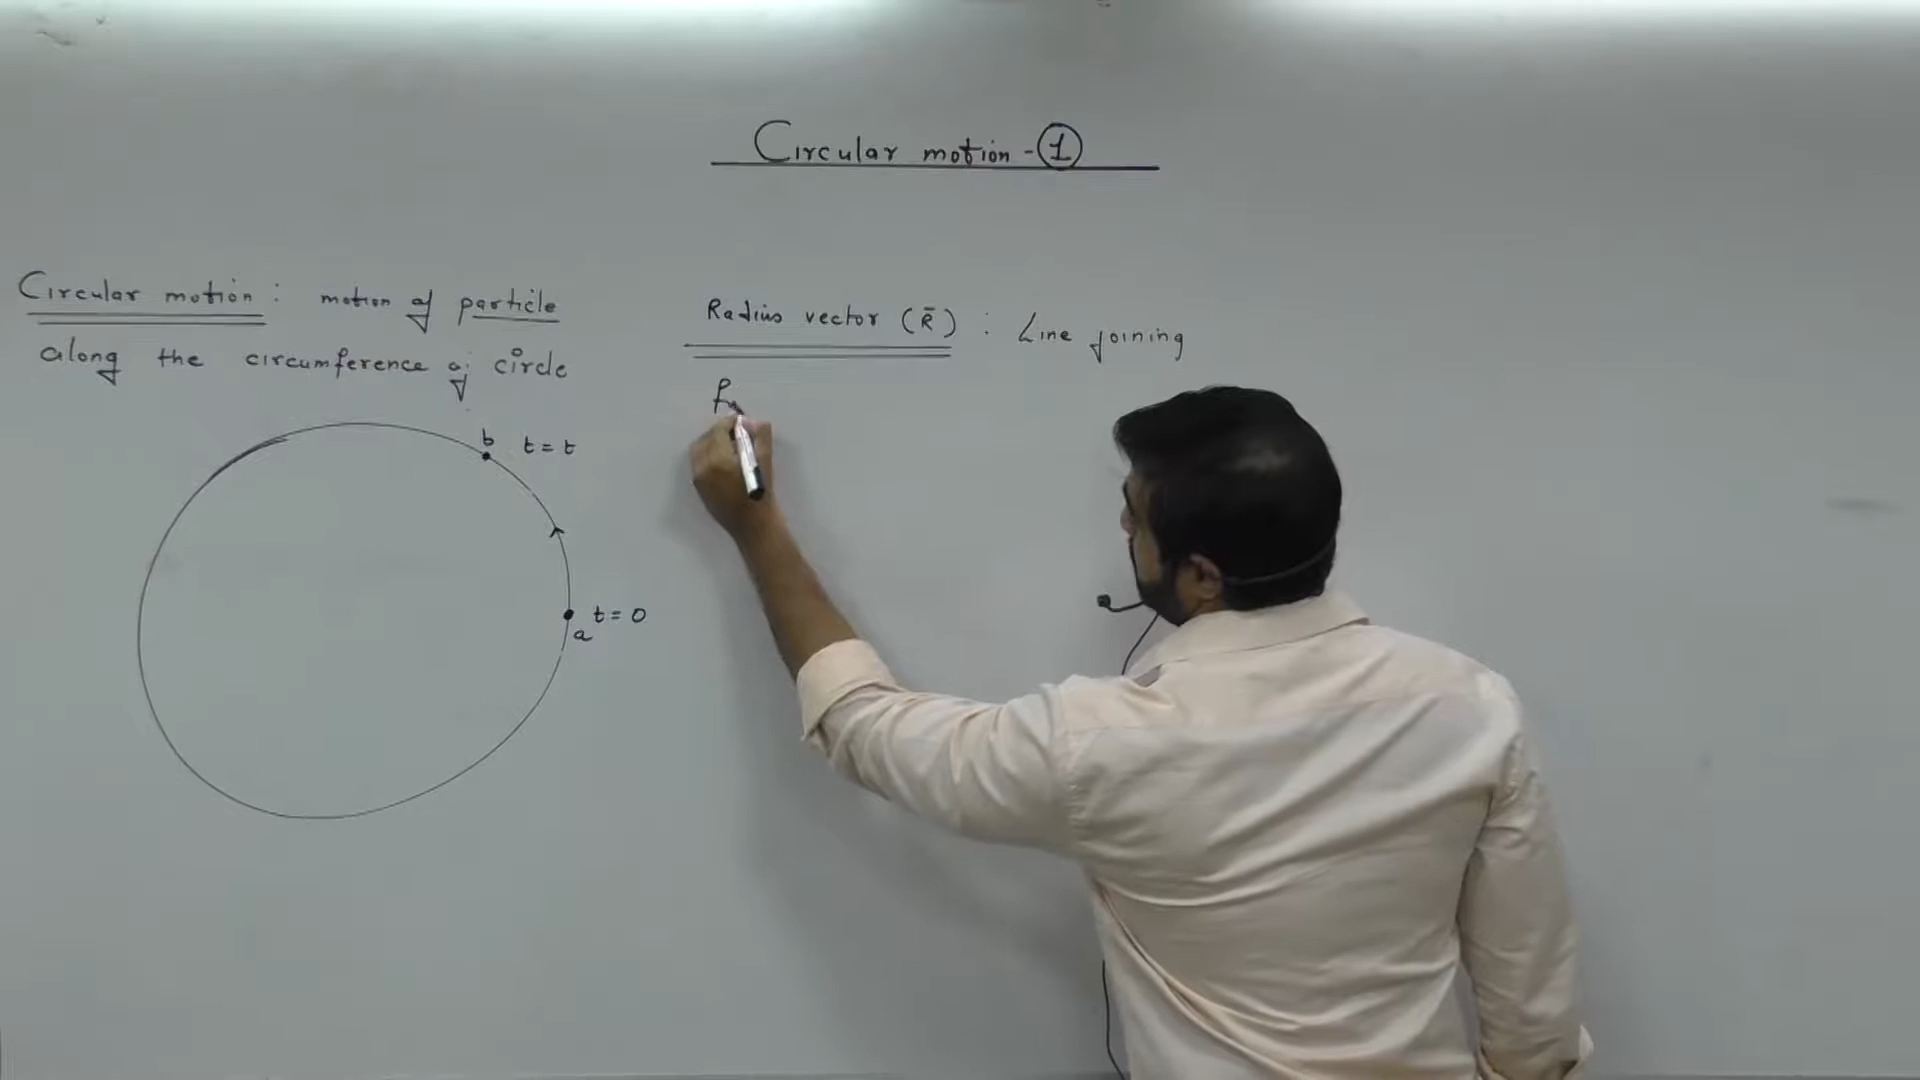 Circular motion - 1
Circular motion : motion of particle
along the circumference of circle
Radius vector (R̄) : Line joining
b t = t
t = 0
a